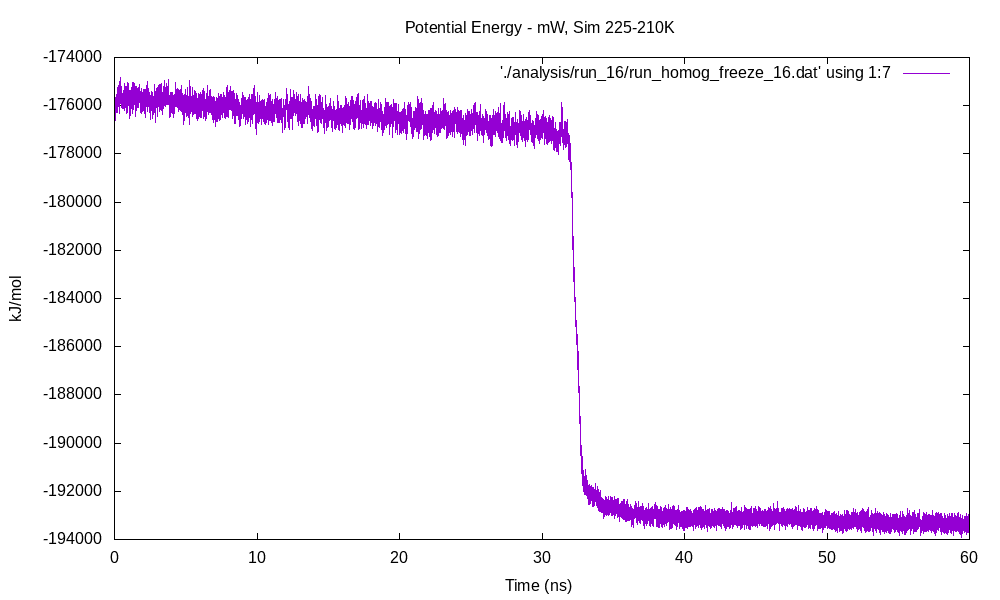 Potential Energy - mW, Sim 225-210K
'./analysis/run_16/run_homog_freeze_16.dat' using 1:7
-174000
-176000
-178000
-180000
-182000
-184000
-186000
-188000
-190000
-192000
-194000
kJ/mol
0 10 20 30 40 50 60
Time (ns)